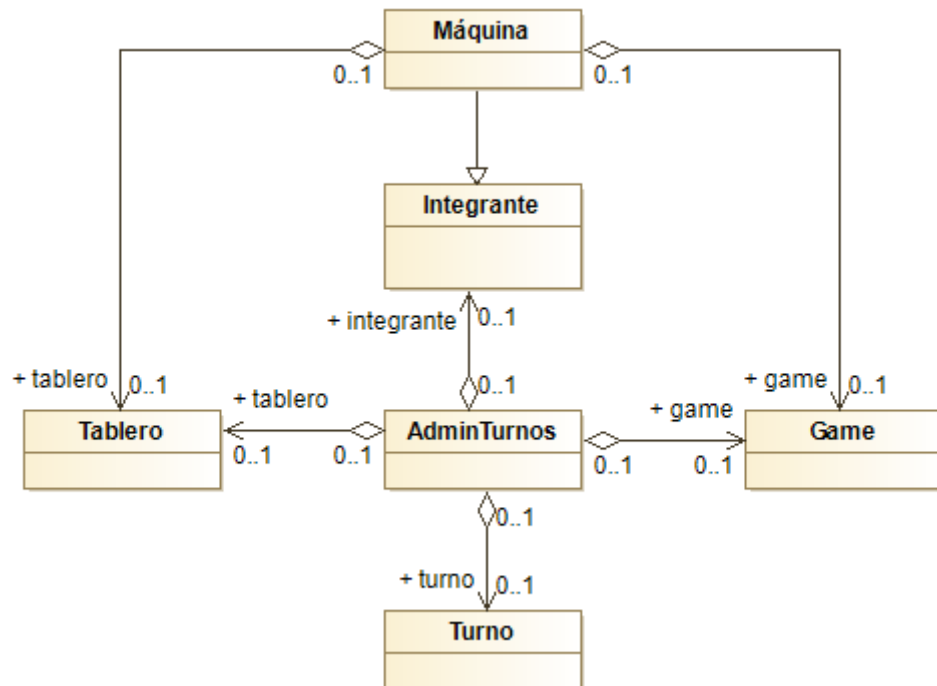 Máquina
0..1
0..1
Integrante
+ integrante
0..1
+ tablero
0..1
+ tablero
0..1
+ game
+ game
0..1
Tablero
AdminTurnos
Game
0..1
0..1
0..1
0..1
0..1
+ turno
0..1
Turno